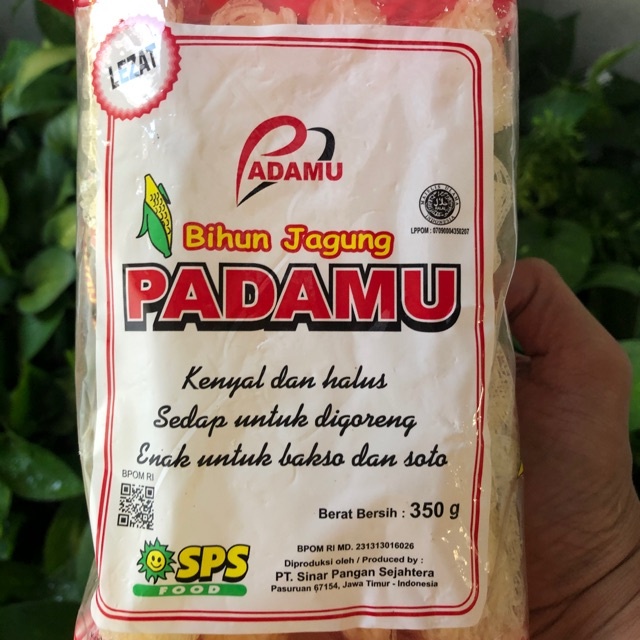 LEZAT
PADAMU
Bihun Jagung
LPPOM : 07090004350207
PADAMU
Kenyal dan halus
Sedap untuk digoreng
Enak untuk bakso dan soto
BPOM RI
Berat Bersih : 350 g
SPS
FOOD
BPOM RI MD. 231313016026
Diproduksi oleh / Produced by :
PT. Sinar Pangan Sejahtera
Pasuruan 67154, Jawa Timur - Indonesia